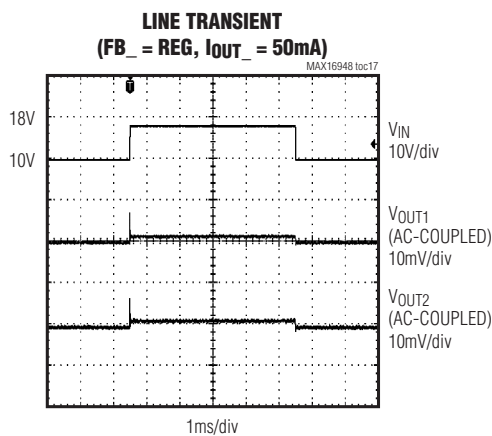 LINE TRANSIENT
(FB_ = REG, IOUT_ = 50mA)
MAX16948 toc17
T
18V
10V
VIN
10V/div
VOUT1
(AC-COUPLED)
10mV/div
VOUT2
(AC-COUPLED)
10mV/div
1ms/div